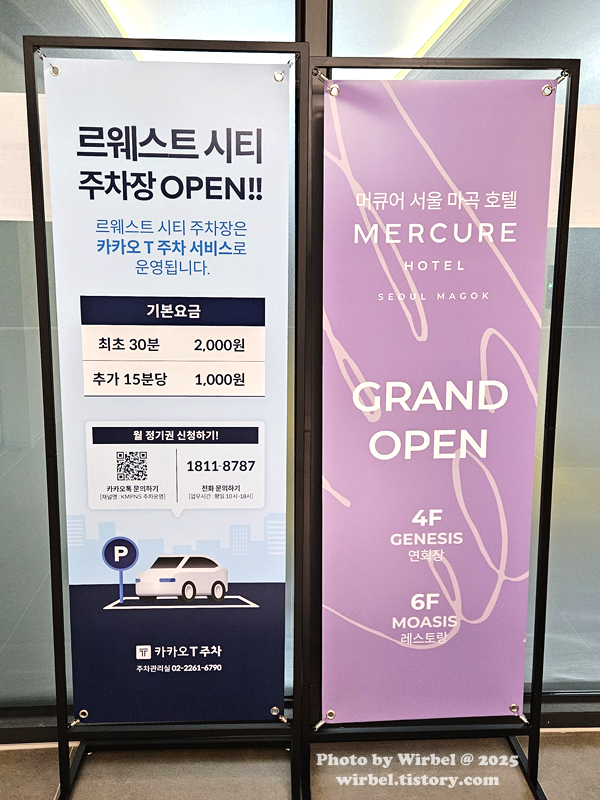 르웨스트 시티
주차장 OPEN!!
르웨스트 시티 주차장은
카카오 T 주차 서비스로
운영됩니다.
기본요금
최초 30분 2,000원
추가 15분당 1,000원
월 정기권 신청하기!
1811-8787
카카오톡 문의하기
[채널명 : KMPNS 주차운영]
전화 문의하기
[업무시간 : 평일 10시-18시]
P
T 카카오 T 주차
주차관리실 02-2261-6790
머큐어 서울 마곡 호텔
MERCURE
HOTEL
SEOUL MAGOK
GRAND
OPEN
4F
GENESIS
연회장
6F
MOASIS
레스토랑
Photo by Wirbel @ 2025
wirbel.tistory.com